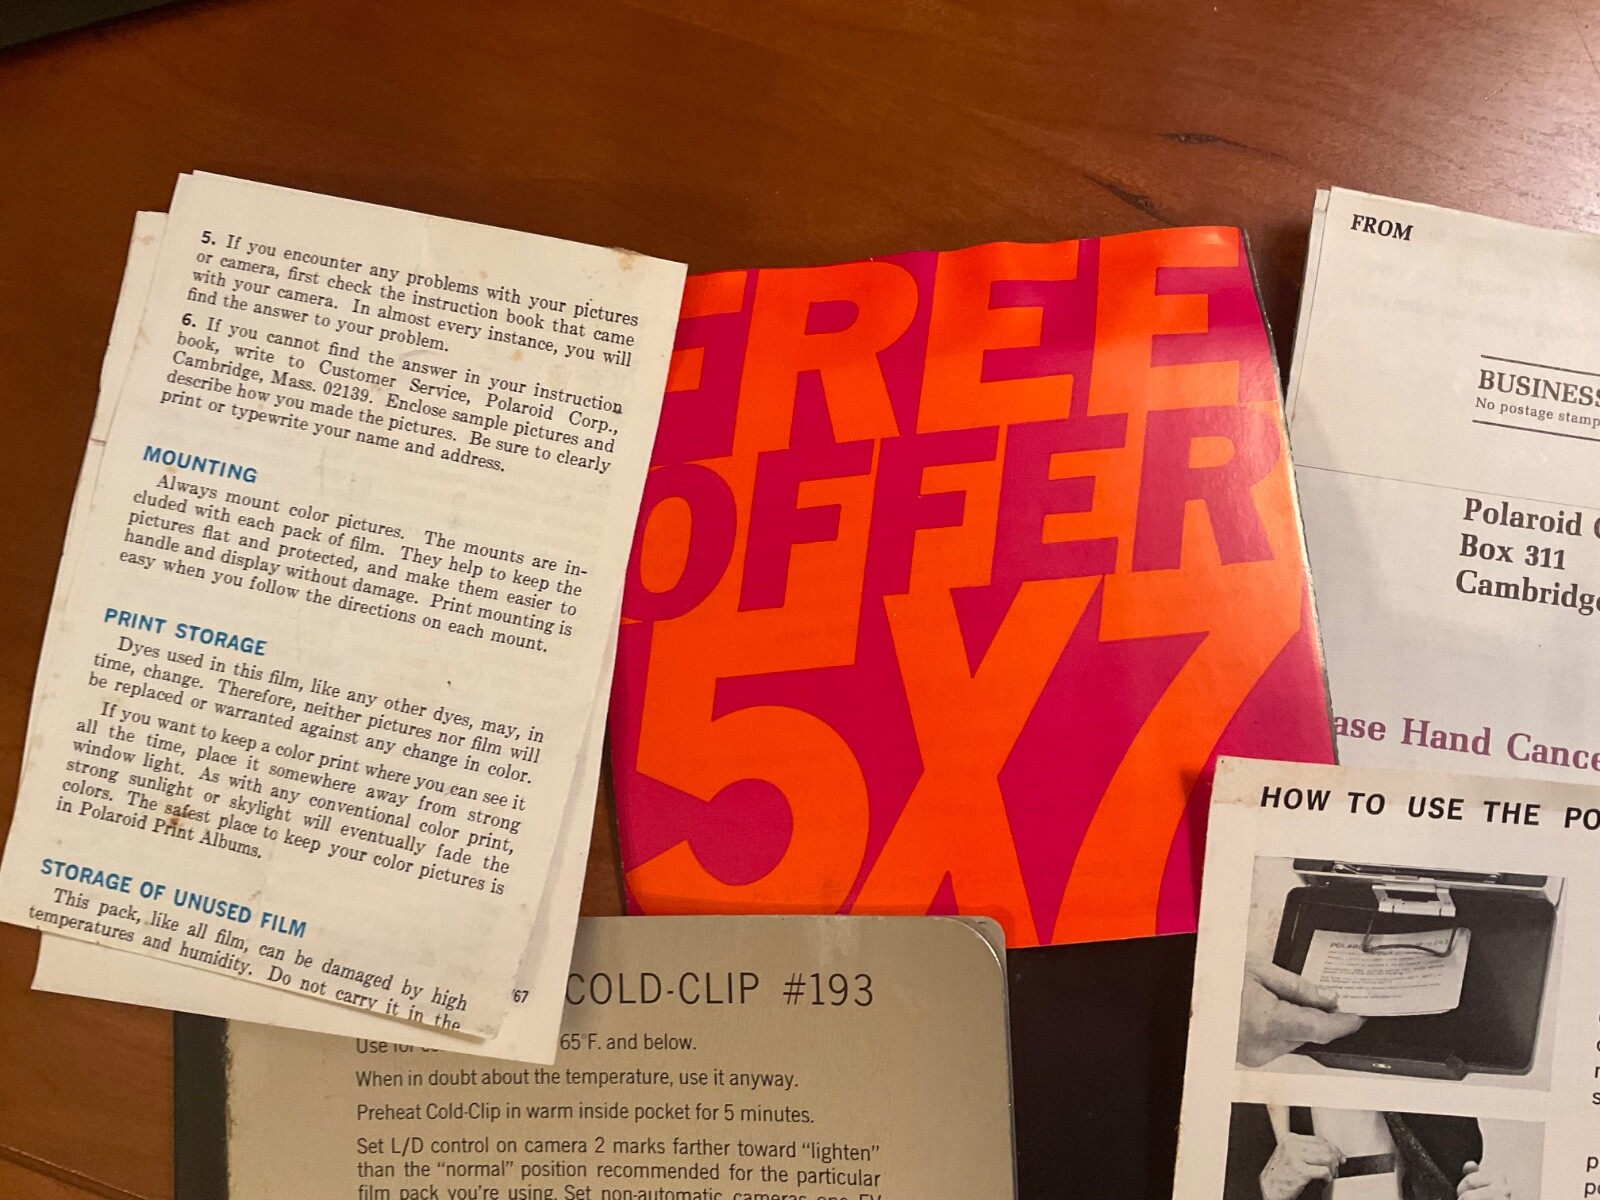 5. If you encounter any problems with your pictures
or camera, first check the instruction book that came
with your camera. In almost every instance, you will
find the answer to your problem.
6. If you cannot find the answer in your instruction
book, write to Customer Service, Polaroid Corp.,
Cambridge, Mass. 02139. Enclose sample pictures and
describe how you made the pictures. Be sure to clearly
print or typewrite your name and address.
MOUNTING
Always mount color pictures. The mounts are in-
cluded with each pack of film. They help to keep the
pictures flat and protected, and make them easier to
handle and display without damage. Print mounting is
easy when you follow the directions on each mount.
PRINT STORAGE
Dyes used in this film, like any other dyes, may, in
time, change. Therefore, neither pictures nor film will
be replaced or warranted against any change in color.
If you want to keep a color print where you can see it
all the time, place it somewhere away from strong
window light. As with any conventional color print,
strong sunlight or skylight will eventually fade the
colors. The safest place to keep your color pictures is
in Polaroid Print Albums.
STORAGE OF UNUSED FILM
This pack, like all film, can be damaged by high
temperatures and humidity. Do not carry it in the
/67
FREE
OFFER
5X7
COLD-CLIP #193
Use for 65°F. and below.
When in doubt about the temperature, use it anyway.
Preheat Cold-Clip in warm inside pocket for 5 minutes.
Set L/D control on camera 2 marks farther toward "lighten"
than the "normal" position recommended for the particular
film pack you're using. Set non-automatic cameras one EV
FROM
BUSINESS
No postage stamp
Polaroid C
Box 311
Cambridge
ase Hand Cance
HOW TO USE THE PO